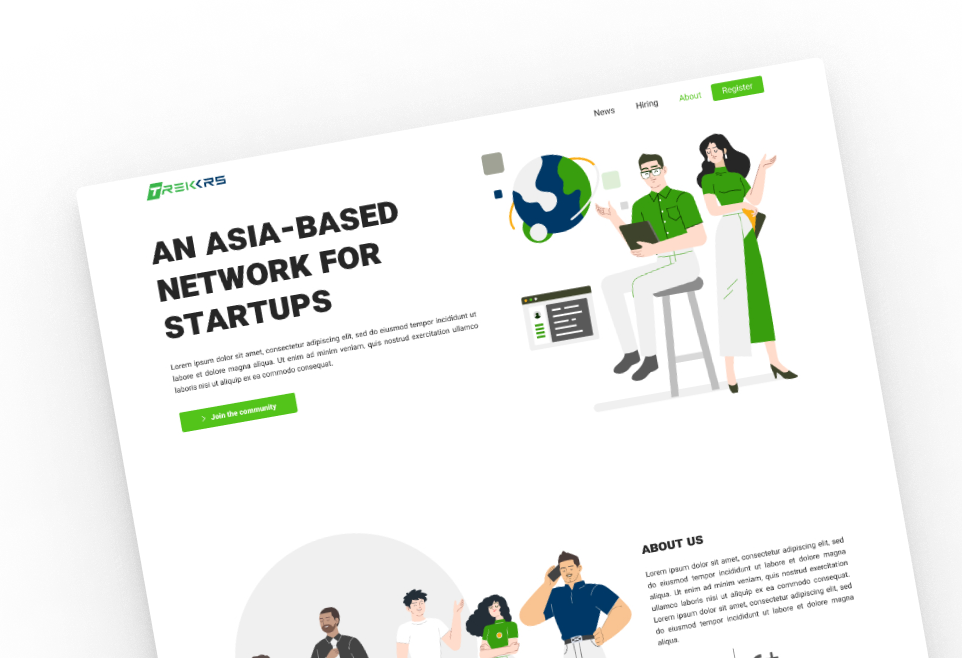 News
Hiring
About
Register
TREKKRS
AN ASIA-BASED
NETWORK FOR
STARTUPS
Lorem ipsum dolor sit amet, consectetur adipiscing elit, sed do eiusmod tempor incididunt ut
labore et dolore magna aliqua. Ut enim ad minim veniam, quis nostrud exercitation ullamco
laboris nisi ut aliquip ex ea commodo consequat.
Join the community
ABOUT US
Lorem ipsum dolor sit amet, consectetur adipiscing elit, sed
do eiusmod tempor incididunt ut labore et dolore magna
aliqua. Ut enim ad minim veniam, quis nostrud exercitation
ullamco laboris nisi ut aliquip ex ea commodo consequat.
Lorem ipsum dolor sit amet, consectetur adipiscing elit, sed
do eiusmod tempor incididunt ut labore et dolore magna
aliqua.